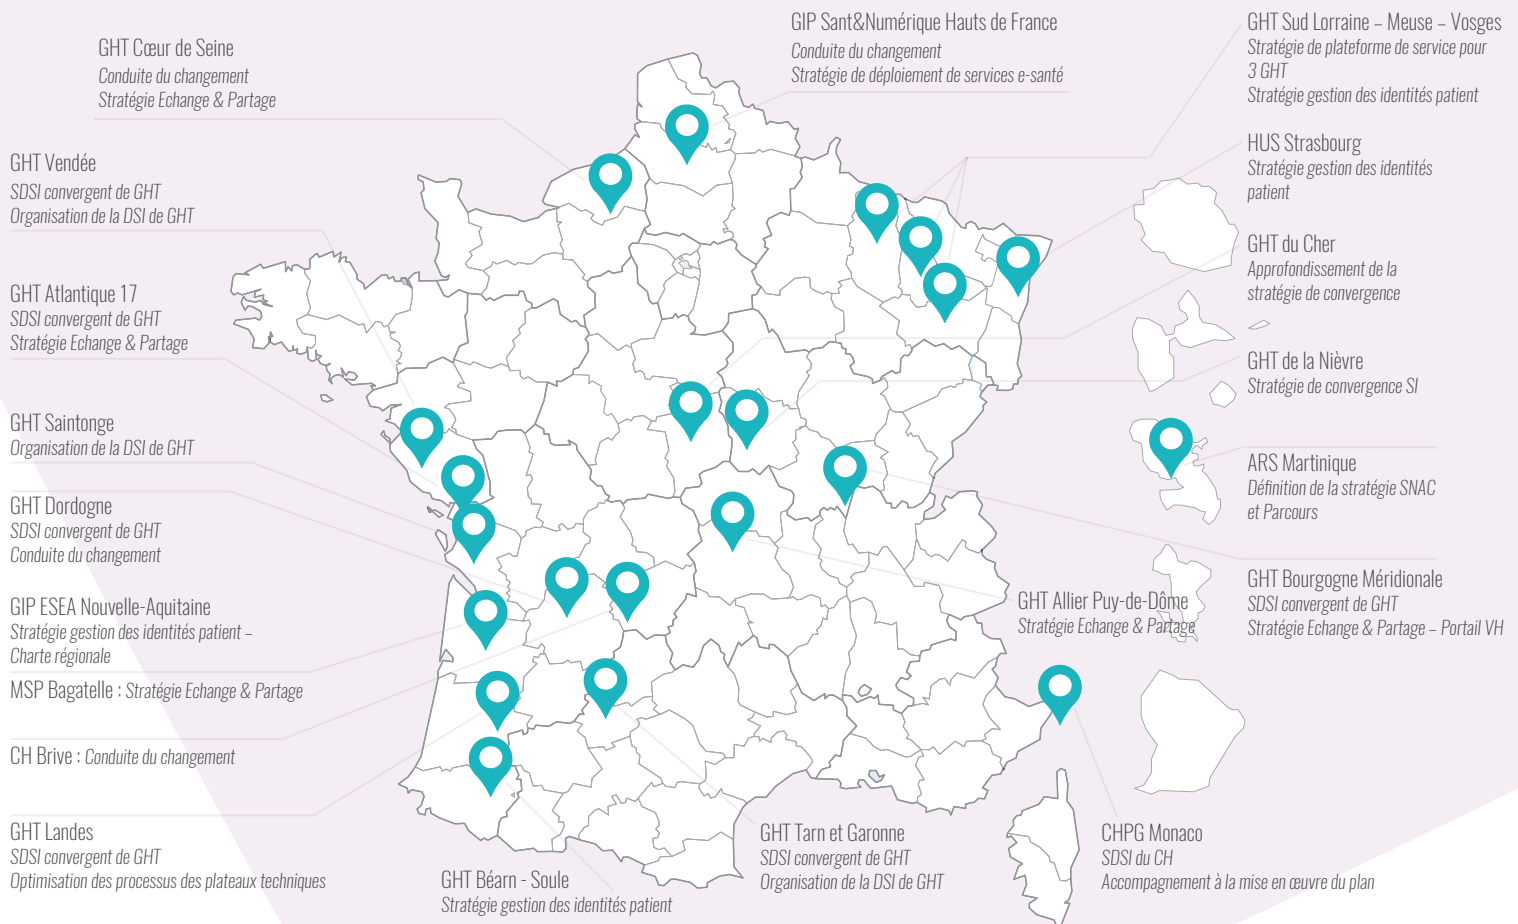 GHT Cœur de Seine
Conduite du changement
Stratégie Echange & Partage
GHT Vendée
SDSI convergent de GHT
Organisation de la DSI de GHT
GHT Atlantique 17
SDSI convergent de GHT
Stratégie Echange & Partage
GHT Saintonge
Organisation de la DSI de GHT
GHT Dordogne
SDSI convergent de GHT
Conduite du changement
GIP ESEA Nouvelle-Aquitaine
Stratégie gestion des identités patient –
Charte régionale
MSP Bagatelle : Stratégie Echange & Partage
CH Brive : Conduite du changement
GHT Landes
SDSI convergent de GHT
Optimisation des processus des plateaux techniques
GHT Béarn - Soule
Stratégie gestion des identités patient
GHT Tarn et Garonne
SDSI convergent de GHT
Organisation de la DSI de GHT
CHPG Monaco
SDSI du CH
Accompagnement à la mise en œuvre du plan
GHT Allier Puy-de-Dôme
Stratégie Echange & Partage
GIP Sant&Numérique Hauts de France
Conduite du changement
Stratégie de déploiement de services e-santé
GHT Sud Lorraine – Meuse – Vosges
Stratégie de plateforme de service pour
3 GHT
Stratégie gestion des identités patient
HUS Strasbourg
Stratégie gestion des identités
patient
GHT du Cher
Approfondissement de la
stratégie de convergence
GHT de la Nièvre
Stratégie de convergence SI
ARS Martinique
Définition de la stratégie SNAC
et Parcours
GHT Bourgogne Méridionale
SDSI convergent de GHT
Stratégie Echange & Partage – Portail VH